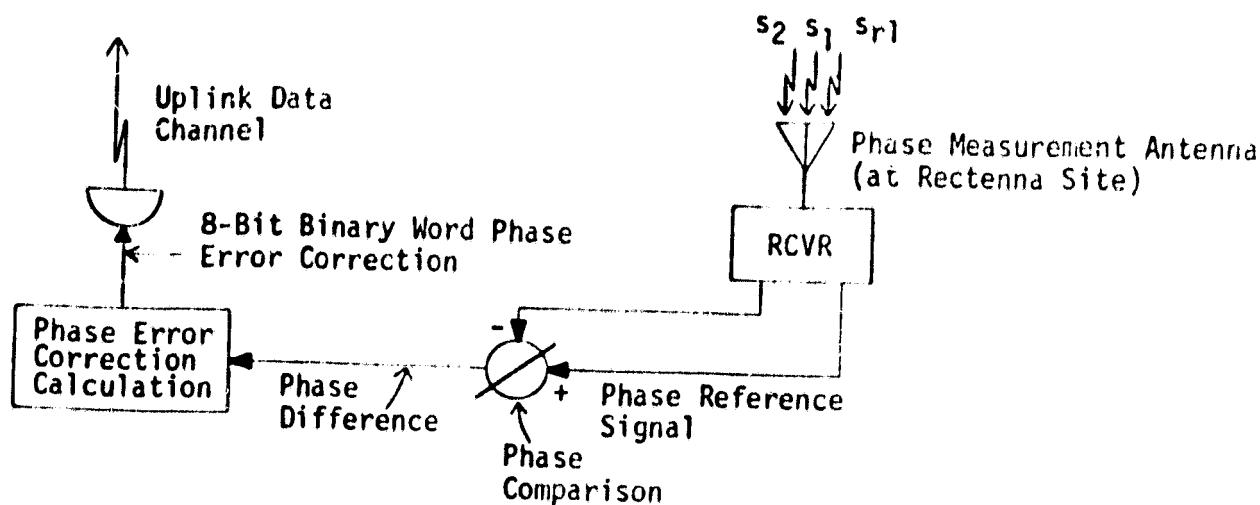 s2 s1 sr1
Uplink Data
Channel
Phase Measurement Antenna
(at Rectenna Site)
8-Bit Binary Word Phase
Error Correction
RCVR
Phase Error
Correction
Calculation
-
+
Phase
Difference
Phase Reference
Signal
Phase
Comparison